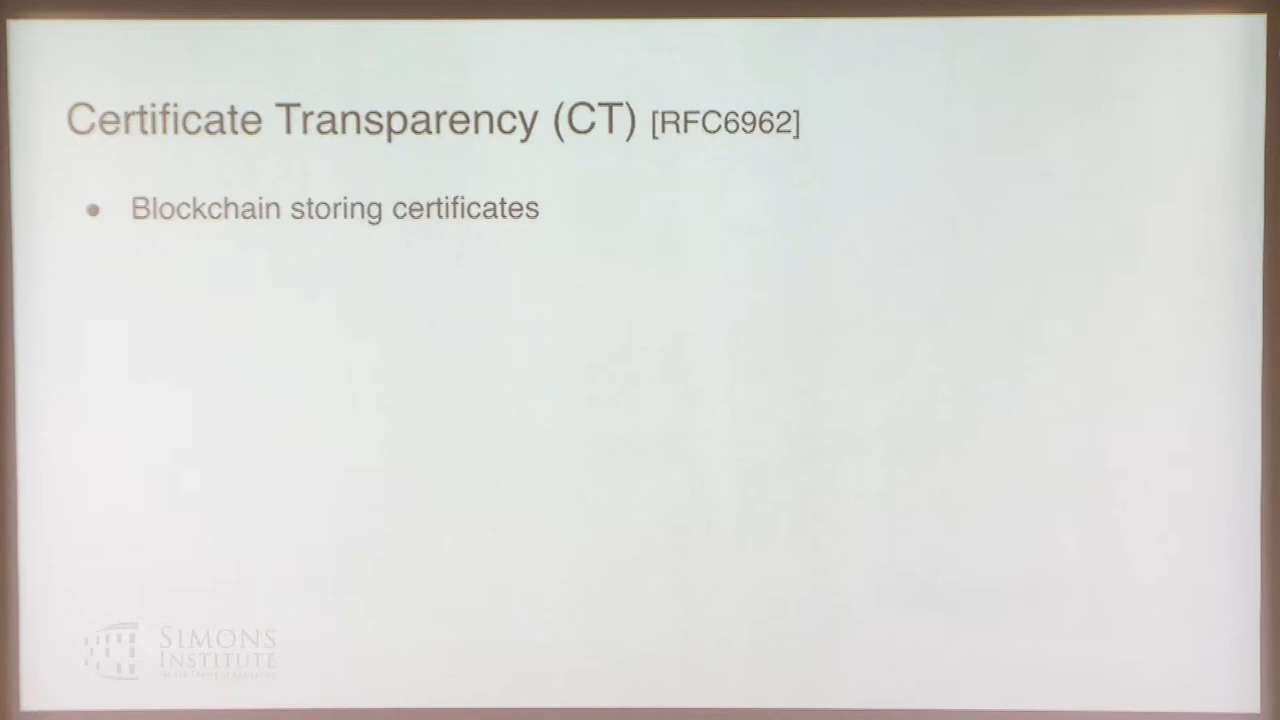 Certificate Transparency (CT) [RFC6962]
● Blockchain storing certificates
SIMONS
INSTITUTE